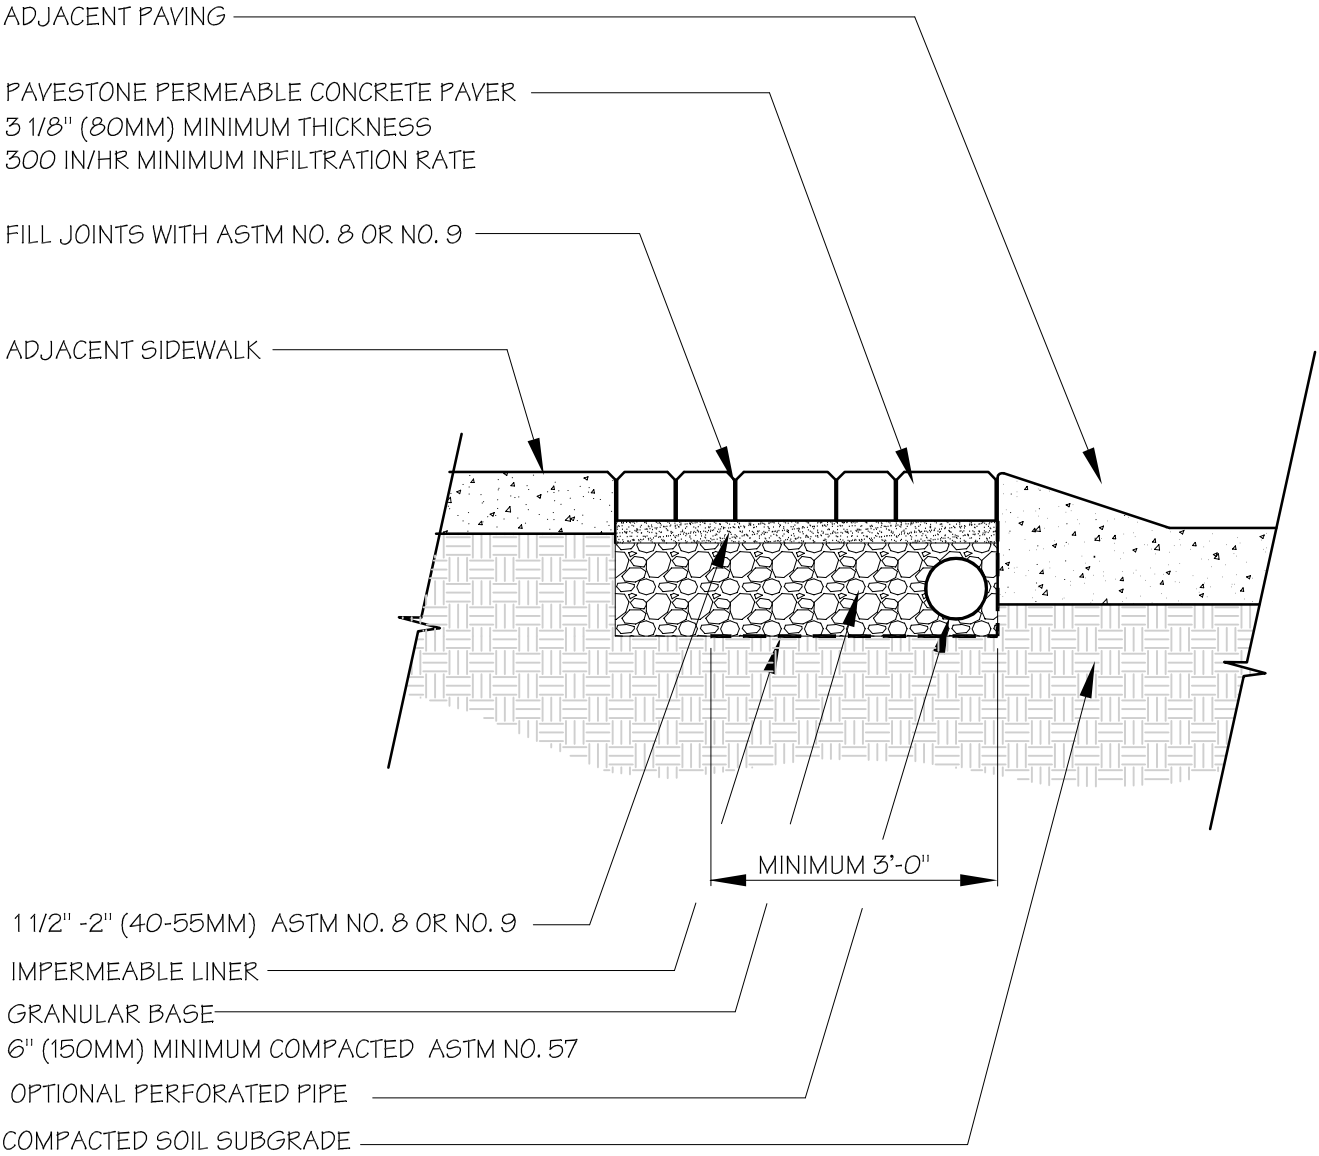 ADJACENT PAVING
PAVESTONE PERMEABLE CONCRETE PAVER
3 1/8" (80MM) MINIMUM THICKNESS
300 IN/HR MINIMUM INFILTRATION RATE
FILL JOINTS WITH ASTM NO. 8 OR NO. 9
ADJACENT SIDEWALK
MINIMUM 3'-0"
1 1/2" -2" (40-55MM) ASTM NO. 8 OR NO. 9
IMPERMEABLE LINER
GRANULAR BASE
6" (150MM) MINIMUM COMPACTED ASTM NO. 57
OPTIONAL PERFORATED PIPE
COMPACTED SOIL SUBGRADE